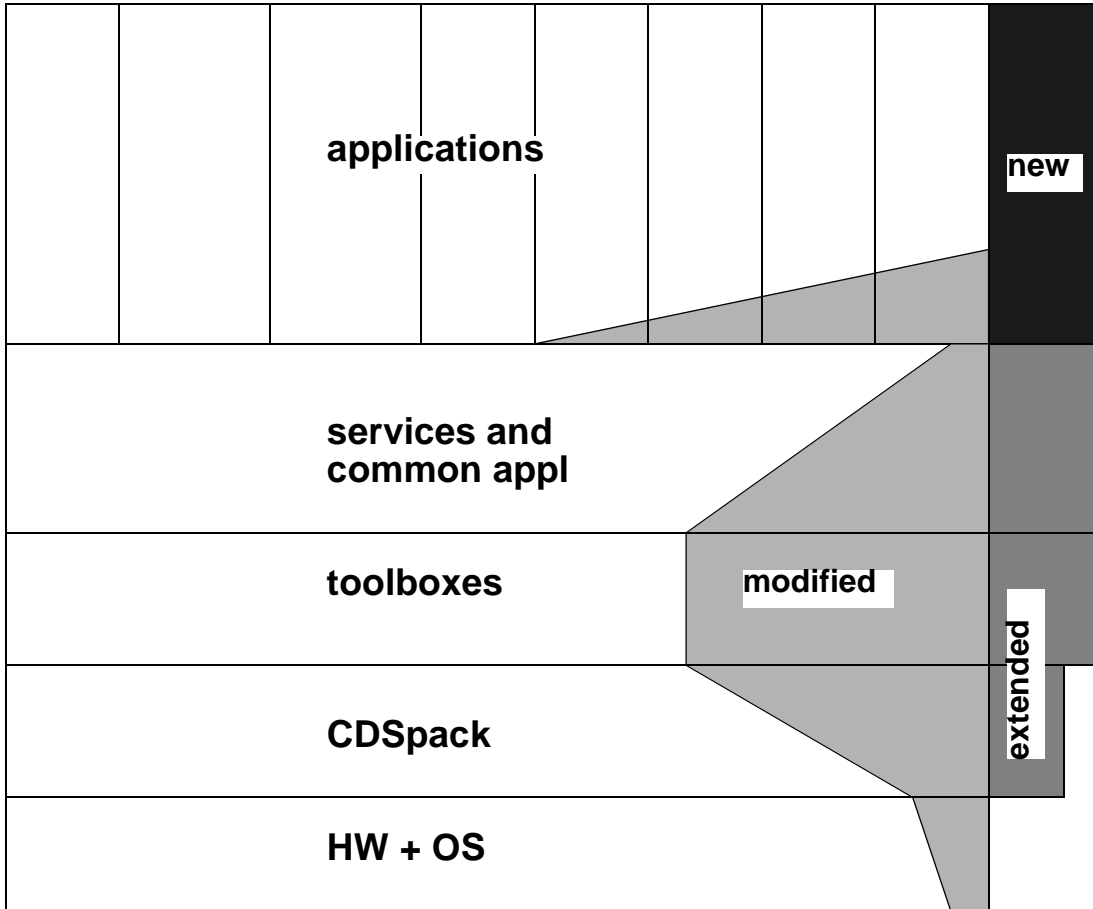 applications
new
services and
common appl
toolboxes
modified
extended
CDSpack
HW + OS